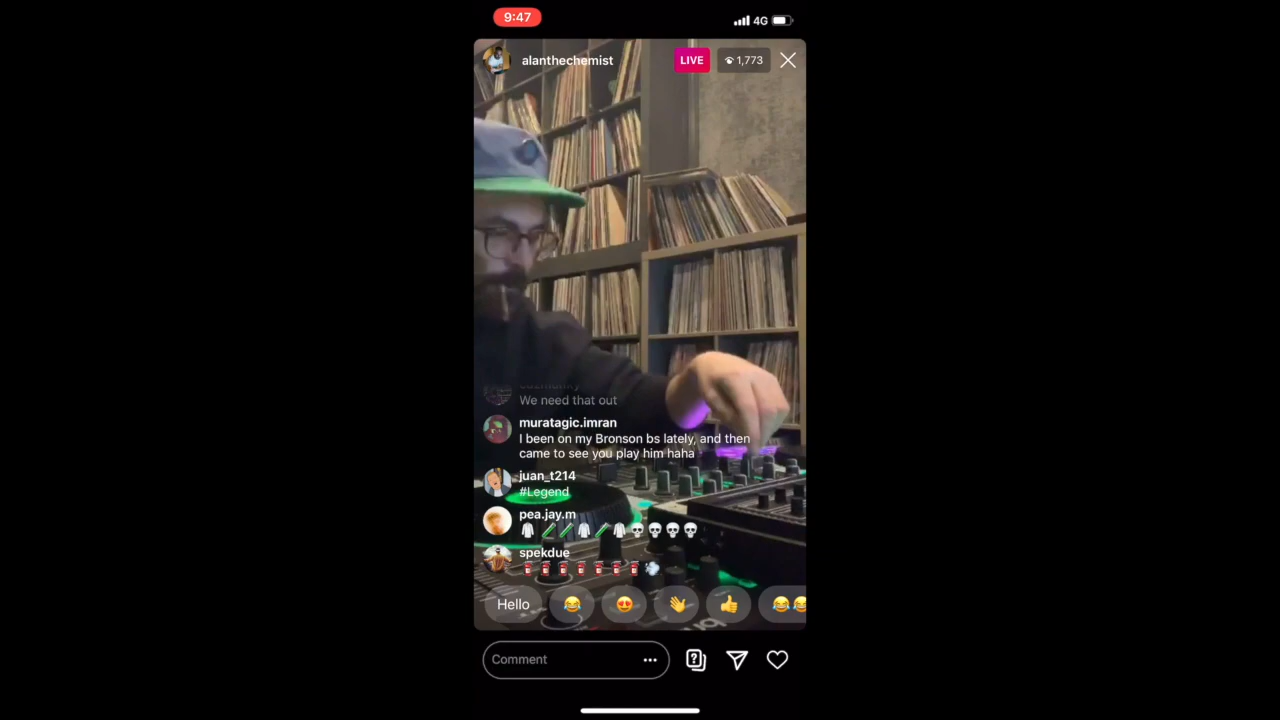 9:47
4G
alanthechemist
LIVE
1,773
We need that out
muratagic.imran
I been on my Bronson bs lately, and then
came to see you play him haha
juan_t214
#Legend
pea.jay.m
spekdue
Hello
Comment